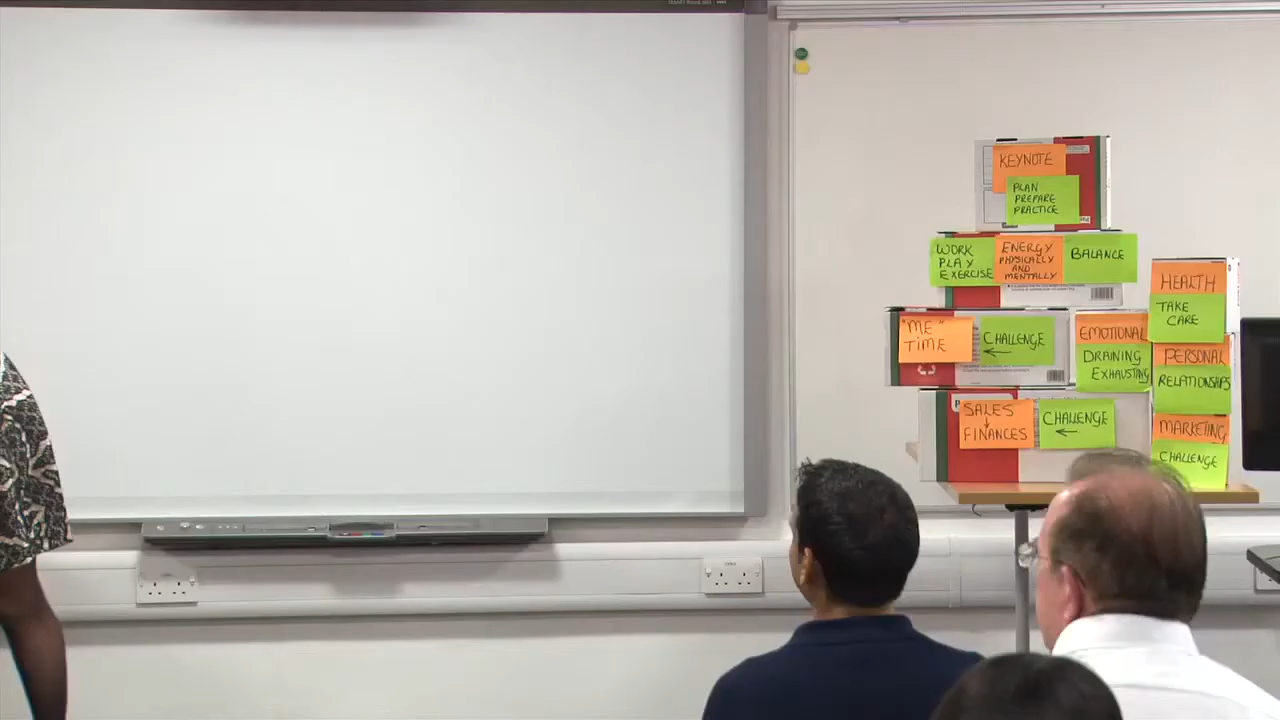 KEYNOTE
PLAN
PREPARE
PRACTICE
WORK
PLAY
EXERCISE
ENERGY
PHYSICALLY
AND
MENTALLY
BALANCE
HEALTH
TAKE
CARE
"ME"
TIME
CHALLENGE
EMOTIONAL
DRAINING
EXHAUSTING
PERSONAL
RELATIONSHIPS
SALES
FINANCES
CHALLENGE
MARKETING
CHALLENGE